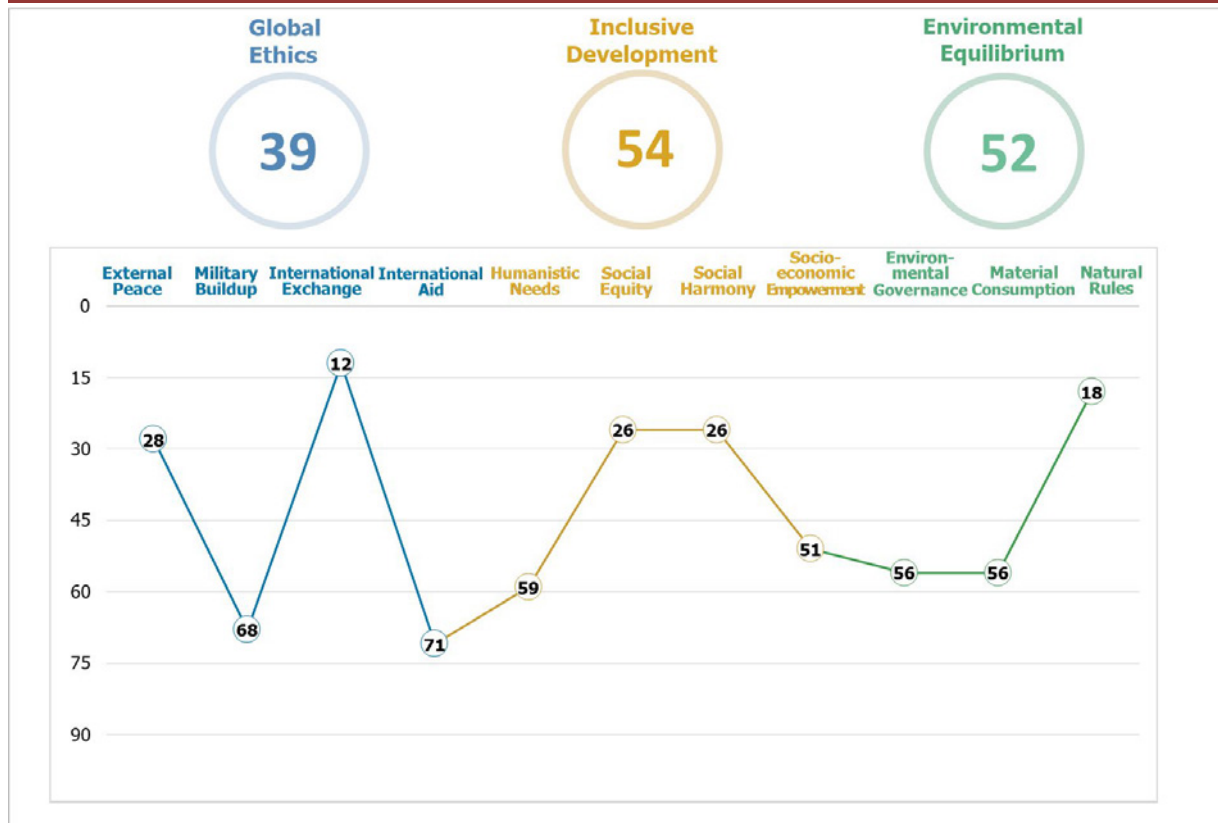 Global
Ethics
39
Inclusive
Development
54
Environmental
Equilibrium
52
External
Peace
Military
Buildup
International
Exchange
International
Aid
Humanistic
Needs
Social
Equity
Social
Harmony
Socio-
economic
Empowerment
Environ-
mental
Governance
Material
Consumption
Natural
Rules
0
15
30
45
60
75
90
28
68
12
71
59
26
26
51
56
56
18